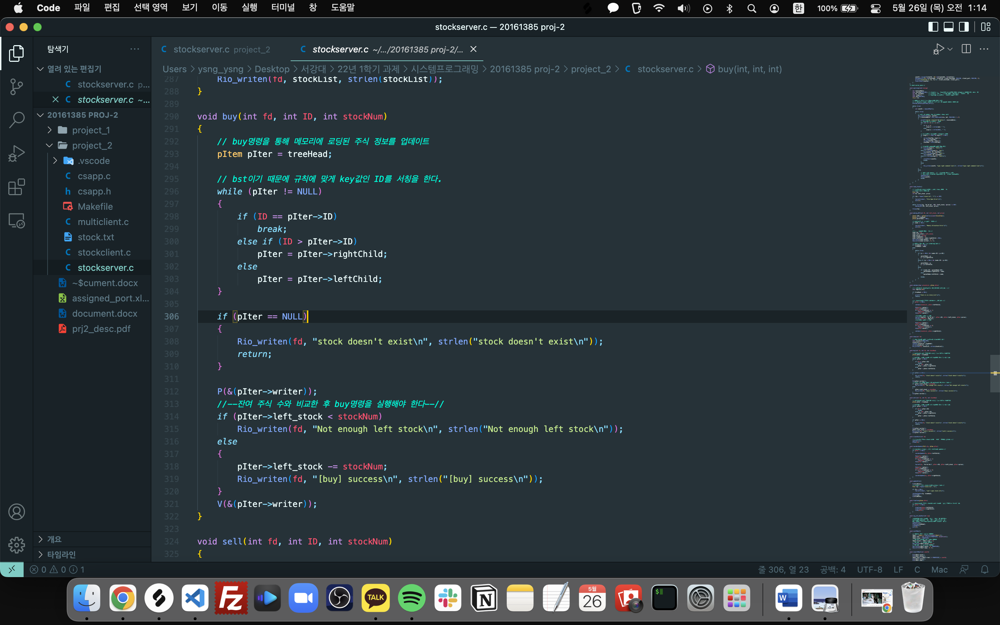 Code 파일 편집 선택 영역 보기 이동 실행 터미널 창 도움말 한 100% 5월 26일 (목) 오전 1:14
stockserver.c — 20161385 proj-2
탐색기
열려 있는 편집기
C stockserver.c p...
C stockserver.c ~...
20161385 PROJ-2
project_1
project_2
.vscode
C csapp.c
h csapp.h
Makefile
C multiclient.c
stock.txt
C stockclient.c
C stockserver.c
~$cument.docx
assigned_port.xl...
document.docx
prj2_desc.pdf
개요
타임라인
C stockserver.c project_2
C stockserver.c ~/.../20161385 proj-2/...
Users > ysng_ysng > Desktop > 서강대 > 22년 1학기 과제 > 시스템프로그래밍 > 20161385 proj-2 > project_2 > C stockserver.c > buy(int, int, int)
287 Rio_writen(fd, stockList, strlen(stockList));
288 }
289
290 void buy(int fd, int ID, int stockNum)
291 {
292 // buy명령을 통해 메모리에 로딩된 주식 정보를 업데이트
293 pItem pIter = treeHead;
294
295 // bst이기 때문에 규칙에 맞게 key값인 ID를 서칭을 한다.
296 while (pIter != NULL)
297 {
298 if (ID == pIter->ID)
299 break;
300 else if (ID > pIter->ID)
301 pIter = pIter->rightChild;
302 else
303 pIter = pIter->leftChild;
304 }
305
306 if (pIter == NULL)
307 {
308 Rio_writen(fd, "stock doesn't exist\n", strlen("stock doesn't exist\n"));
309 return;
310 }
311
312 P(&(pIter->writer));
313 //--잔여 주식 수와 비교한 후 buy명령을 실행해야 한다--//
314 if (pIter->left_stock < stockNum)
315 Rio_writen(fd, "Not enough left stock\n", strlen("Not enough left stock\n"));
316 else
317 {
318 pIter->left_stock -= stockNum;
319 Rio_writen(fd, "[buy] success\n", strlen("[buy] success\n"));
320 }
321 V(&(pIter->writer));
322 }
323
324 void sell(int fd, int ID, int stockNum)
325 {
0 0 1 줄 306, 열 23 공백: 4 UTF-8 LF C Mac
Fz TALK N 5월 26 $ W